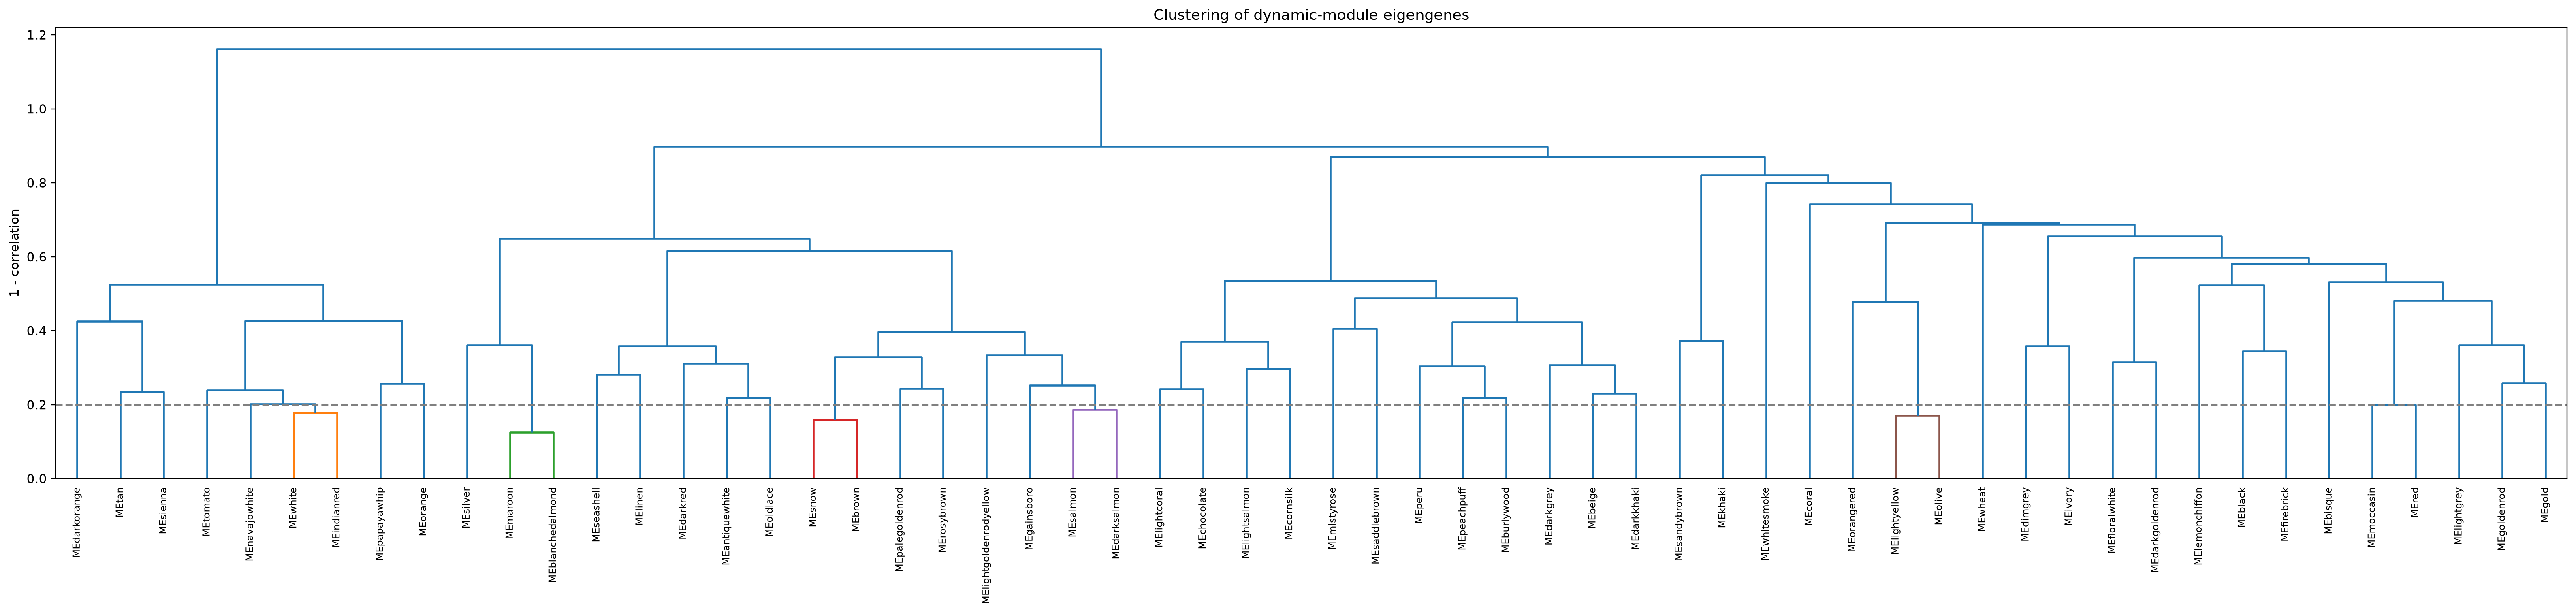 Clustering of dynamic-module eigengenes
1.2
1.0
0.8
0.6
0.4
0.2
0.0
1 - correlation
MEdarkorange
MEtan
MEsienna
MEtomato
MEnavajowhite
MEwhite
MEindianred
MEpapayawhip
MEorange
MEsilver
MEmaroon
MEblanchedalmond
MEseashell
MElinen
MEdarkred
MEantiquewhite
MEoldlace
MEsnow
MEbrown
MEpalegoldenrod
MErosybrown
MElightgoldenrodyellow
MEgainsboro
MEsalmon
MEdarksalmon
MElightcoral
MEchocolate
MElightsalmon
MEcornsilk
MEmistyrose
MEsaddlebrown
MEperu
MEpeachpuff
MEburlywood
MEdarkgrey
MEbeige
MEdarkkhaki
MEsandybrown
MEkhaki
MEwhitesmoke
MEcoral
MEorangered
MElightyellow
MEolive
MEwheat
MEdimgrey
MEivory
MEfloralwhite
MEdarkgoldenrod
MElemonchiffon
MEblack
MEfirebrick
MEbisque
MEmoccasin
MEred
MElightgrey
MEgoldenrod
MEgold